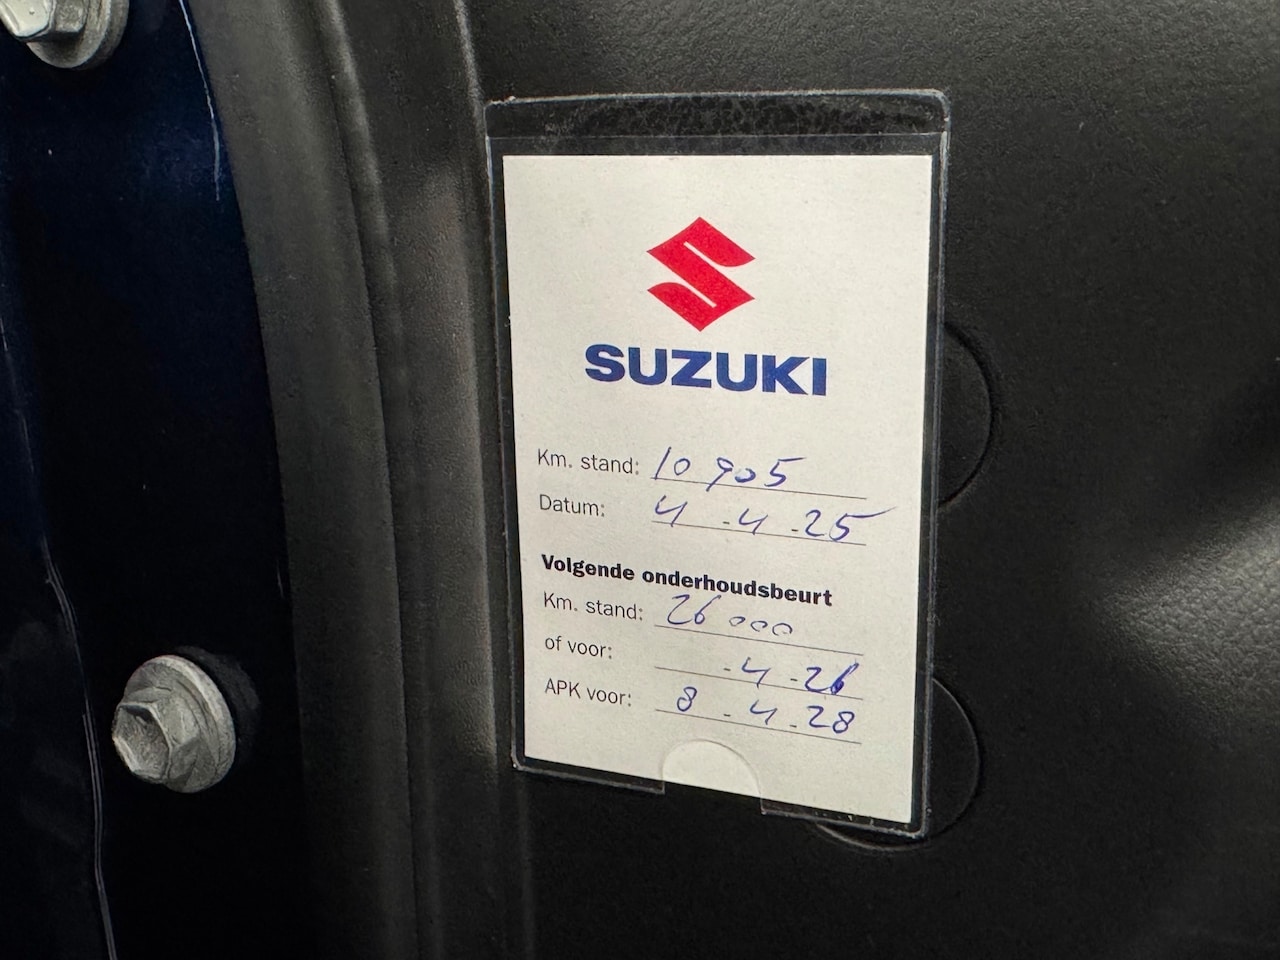 SUZUKI
Km. stand: 10 905
Datum: 4 - 4 - 25
Volgende onderhoudsbeurt
Km. stand: 26 000
of voor: - 4 - 26
APK voor: 8 - 4 - 28